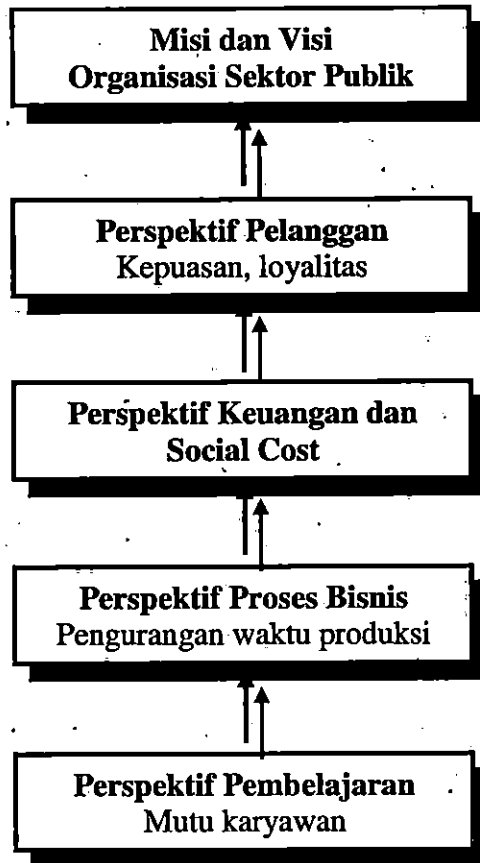 Misi dan Visi
Organisasi Sektor Publik
Perspektif Pelanggan
Kepuasan, loyalitas
Perspektif Keuangan dan
Social Cost
Perspektif Proses Bisnis
Pengurangan waktu produksi
Perspektif Pembelajaran
Mutu karyawan